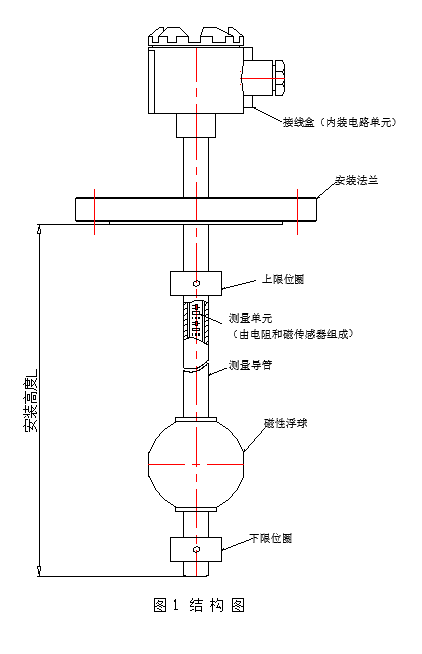 接线盒（内装电路单元）
安装法兰
上限位圈
测量单元
（由电阻和磁传感器组成）
测量导管
安装高度L
磁性浮球
下限位圈
图1 结构图